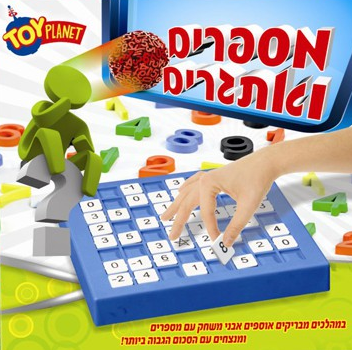 TOY PLANET
מספרים
ואתגרים
במהלכים מבריקים אוספים אבני משחק עם מספרים
ומנצחים עם הסכום הגבוה ביותר!